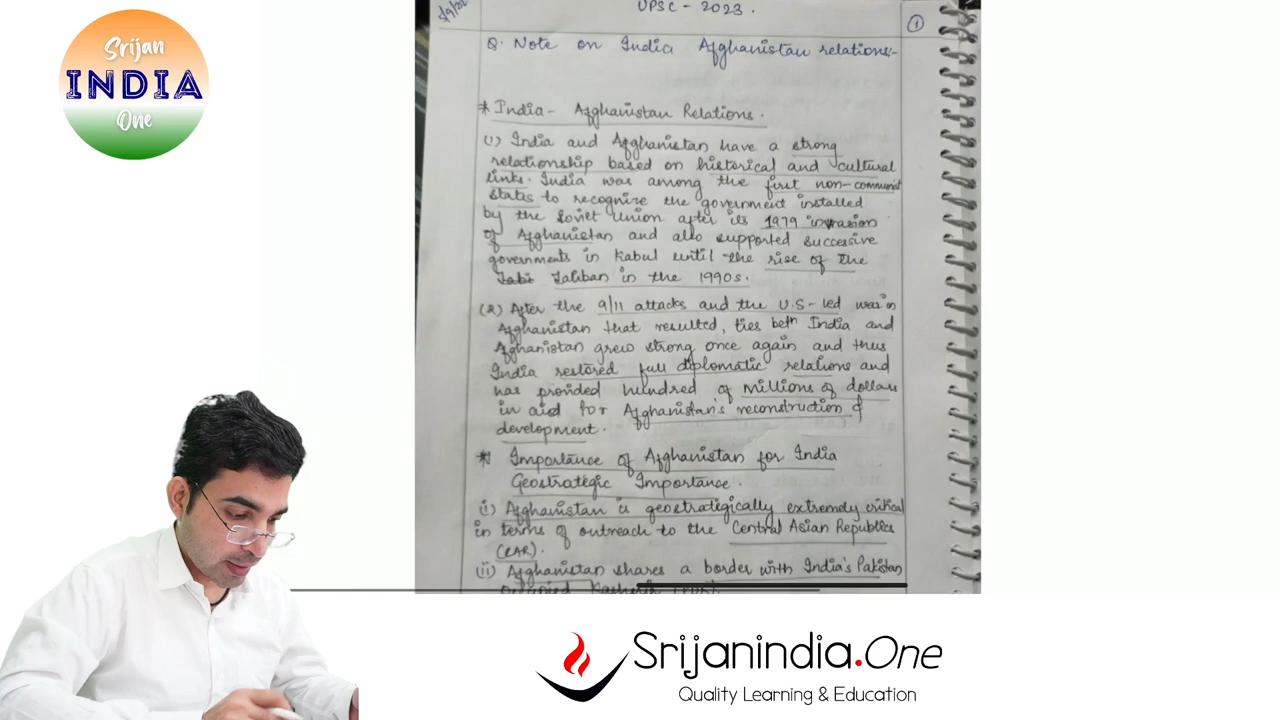 Srijan
INDIA
One
5/9/22
UPSC - 2023.
1
Q. Note on India Afghanistan relations:-
* India - Afghanistan Relations.
(1) India and Afghanistan have a strong
relationship based on historical and cultural
links. India was among the first non-communist
states to recognize the government installed
by the Soviet Union after its 1979 invasion
of Afghanistan and also supported successive
governments in Kabul until the rise of the
Taliban in the 1990s.
(2) After the 9/11 attacks and the U.S-led war in
Afghanistan that resulted, ties betn India and
Afghanistan grew strong once again and thus
India restored full diplomatic relations and
has provided hundred of millions of dollars
in aid for Afghanistan's reconstruction &
development.
* Importance of Afghanistan for India
Geostrategic Importance.
(i) Afghanistan is geostrategically extremely critical
in terms of outreach to the Central Asian Republics
(CAR).
(ii) Afghanistan shares a border with India's Pakistan
occupied Kashmir
Srijanindia.One
Quality Learning & Education